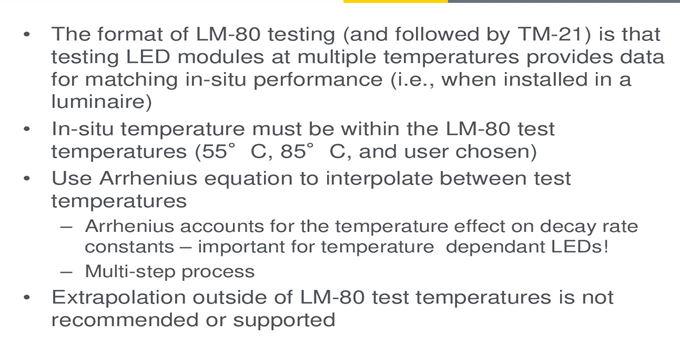 • The format of LM-80 testing (and followed by TM-21) is that
testing LED modules at multiple temperatures provides data
for matching in-situ performance (i.e., when installed in a
luminaire)
• In-situ temperature must be within the LM-80 test
temperatures (55° C, 85° C, and user chosen)
• Use Arrhenius equation to interpolate between test
temperatures
– Arrhenius accounts for the temperature effect on decay rate
constants – important for temperature dependant LEDs!
– Multi-step process
• Extrapolation outside of LM-80 test temperatures is not
recommended or supported